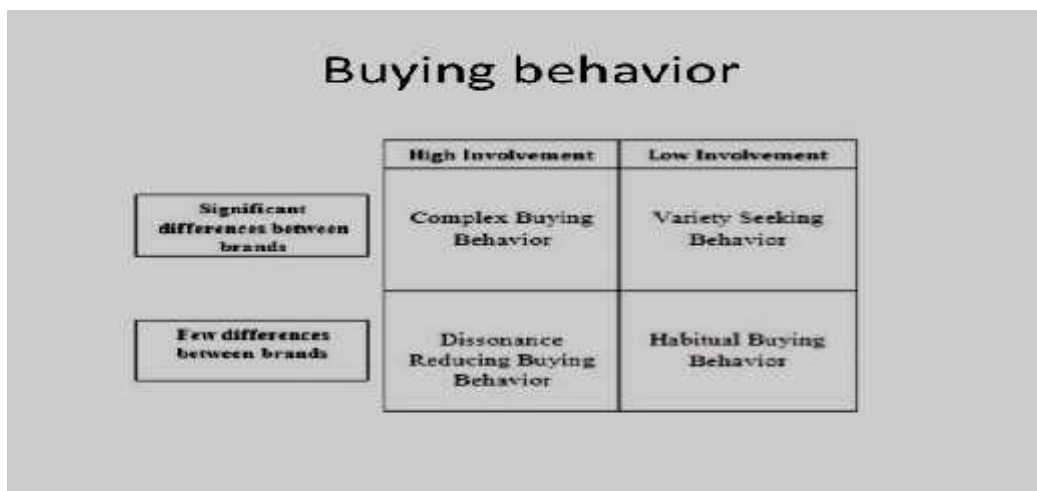 Buying behavior
High Involvement
Low Involvement
Significant
differences between
brands
Complex Buying
Behavior
Variety Seeking
Behavior
Few differences
between brands
Dissonance
Reducing Buying
Behavior
Habitual Buying
Behavior